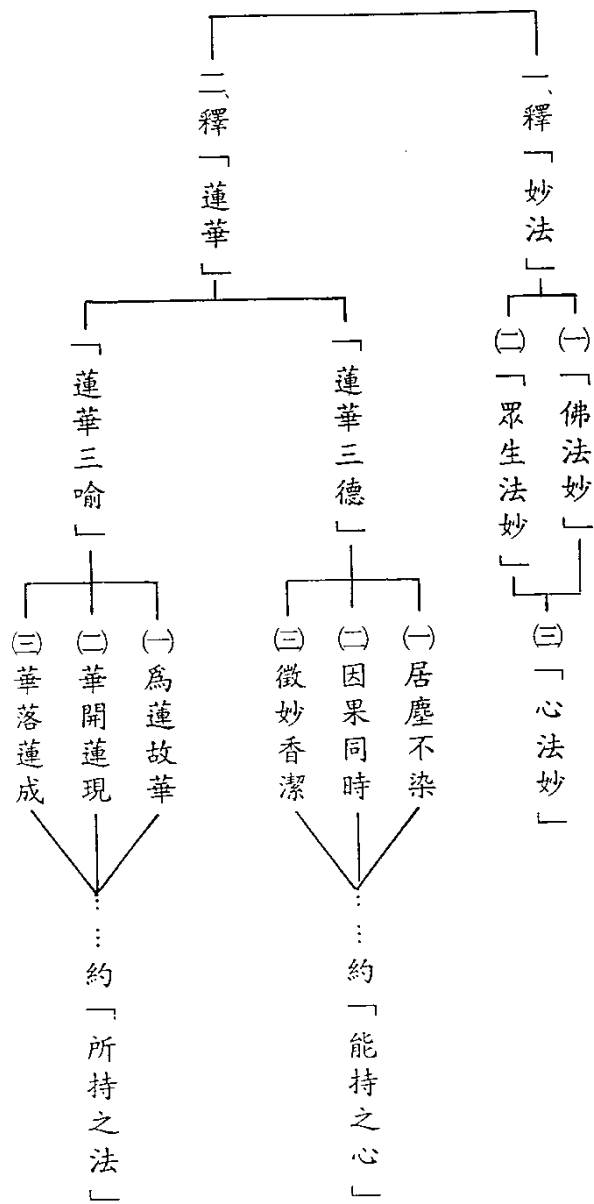 一、釋「妙法」
㈠「佛法妙」
㈡「眾生法妙」
㈢「心法妙」
二、釋「蓮華」
「蓮華三德」
㈠居塵不染
㈡因果同時
㈢徵妙香潔
……約「能持之心」
「蓮華三喻」
㈠爲蓮故華
㈡華開蓮現
㈢華落蓮成
……約「所持之法」